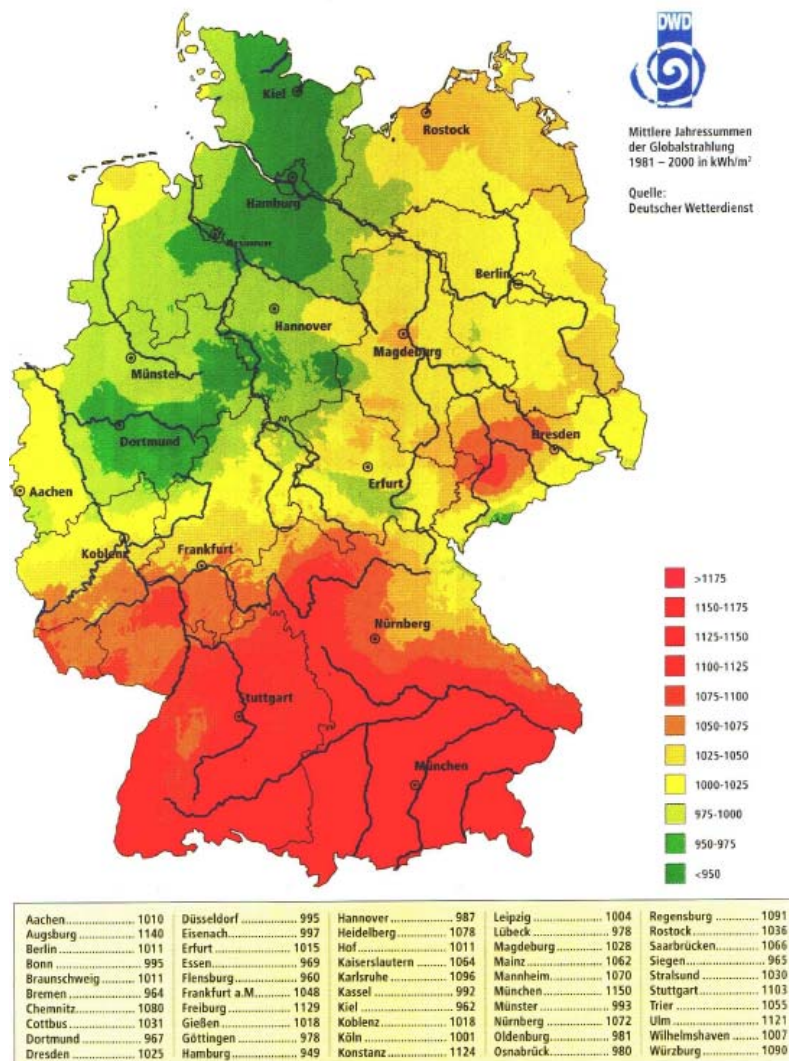 DWD
Mittlere Jahressummen
der Globalstrahlung
1981 – 2000 in kWh/m²
Quelle:
Deutscher Wetterdienst
Kiel
Rostock
Hamburg
Berlin
Hannover
Magdeburg
Münster
Dortmund
Dresden
Erfurt
Aachen
Koblenz
Frankfurt
Nürnberg
Stuttgart
München
>1175
1150-1175
1125-1150
1100-1125
1075-1100
1050-1075
1025-1050
1000-1025
975-1000
950-975
<950
Aachen 1010
Augsburg 1140
Berlin 1011
Bonn 995
Braunschweig 1011
Bremen 964
Chemnitz 1080
Cottbus 1031
Dortmund 967
Dresden 1025
Düsseldorf 995
Eisenach 997
Erfurt 1015
Essen 969
Flensburg 960
Frankfurt a.M. 1048
Freiburg 1129
Gießen 1018
Göttingen 978
Hamburg 949
Hannover 987
Heidelberg 1078
Hof 1011
Kaiserslautern 1064
Karlsruhe 1096
Kassel 992
Kiel 962
Koblenz 1018
Köln 1001
Konstanz 1124
Leipzig 1004
Lübeck 978
Magdeburg 1028
Mainz 1062
Mannheim 1070
München 1150
Münster 993
Nürnberg 1072
Oldenburg 981
Osnabrück 980
Regensburg 1091
Rostock 1036
Saarbrücken 1066
Siegen 965
Stralsund 1030
Stuttgart 1103
Trier 1055
Ulm 1121
Wilhelmshaven 1007
Würzburg 1090